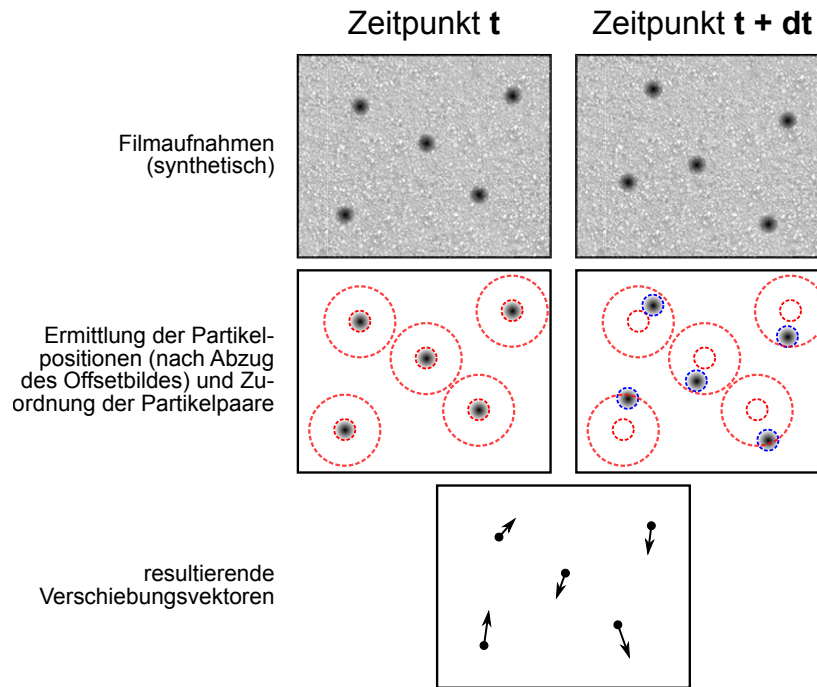 Zeitpunkt t
Zeitpunkt t + dt
Filmaufnahmen
(synthetisch)
Ermittlung der Partikel-
positionen (nach Abzug
des Offsetbildes) und Zu-
ordnung der Partikelpaare
resultierende
Verschiebungsvektoren